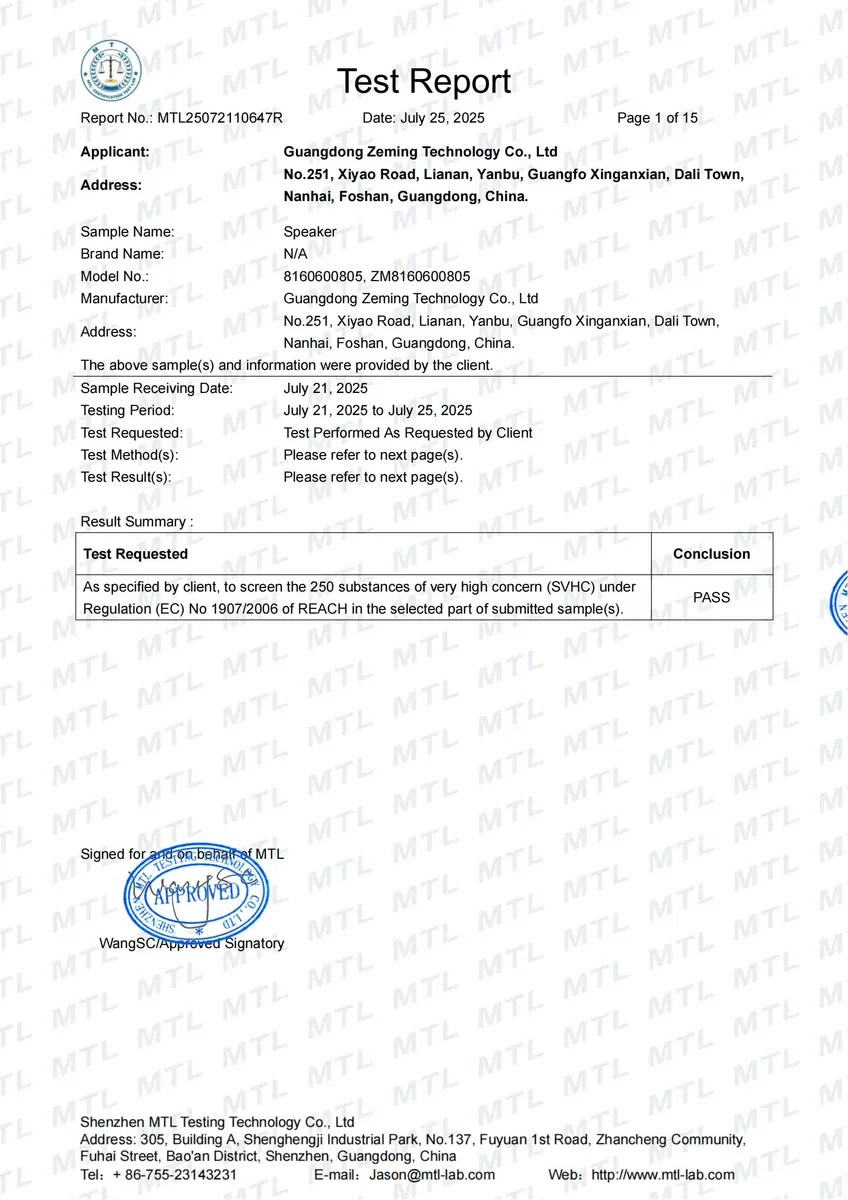 M T L
MTL CERTIFICATION TEST LAB
Test Report
Report No.: MTL25072110647R Date: July 25, 2025 Page 1 of 15
Applicant: Guangdong Zeming Technology Co., Ltd
Address: No.251, Xiyao Road, Lianan, Yanbu, Guangfo Xinganxian, Dali Town,
Nanhai, Foshan, Guangdong, China.
Sample Name: Speaker
Brand Name: N/A
Model No.: 8160600805, ZM8160600805
Manufacturer: Guangdong Zeming Technology Co., Ltd
Address: No.251, Xiyao Road, Lianan, Yanbu, Guangfo Xinganxian, Dali Town,
Nanhai, Foshan, Guangdong, China.
The above sample(s) and information were provided by the client.
Sample Receiving Date: July 21, 2025
Testing Period: July 21, 2025 to July 25, 2025
Test Requested: Test Performed As Requested by Client
Test Method(s): Please refer to next page(s).
Test Result(s): Please refer to next page(s).
Result Summary :
Test Requested Conclusion
As specified by client, to screen the 250 substances of very high concern (SVHC) under
Regulation (EC) No 1907/2006 of REACH in the selected part of submitted sample(s). PASS
Signed for and on behalf of MTL
SHENZHEN MTL TESTING TECHNOLOGY CO., LTD
APPROVED
WangSC/Approved Signatory
Shenzhen MTL Testing Technology Co., Ltd
Address: 305, Building A, Shenghengji Industrial Park, No.137, Fuyuan 1st Road, Zhancheng Community,
Fuhai Street, Bao'an District, Shenzhen, Guangdong, China
Tel：+ 86-755-23143231 E-mail：Jason@mtl-lab.com Web：http://www.mtl-lab.com